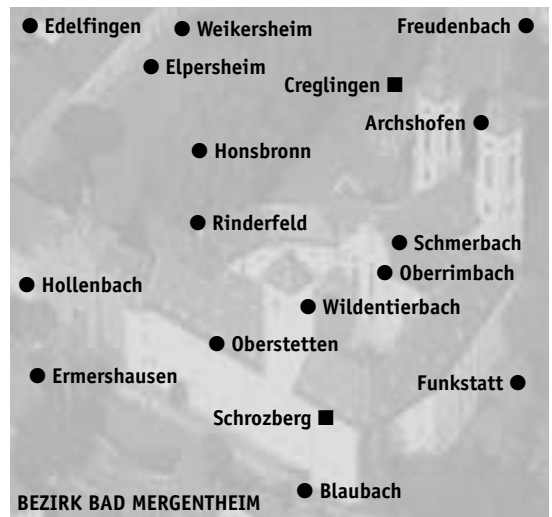 Edelfingen
Weikersheim
Freudenbach
Elpersheim
Creglingen
Archshofen
Honsbronn
Rinderfeld
Schmerbach
Oberrimbach
Hollenbach
Wildentierbach
Oberstetten
Ermershausen
Funkstatt
Schrozberg
Blaubach
BEZIRK BAD MERGENTHEIM